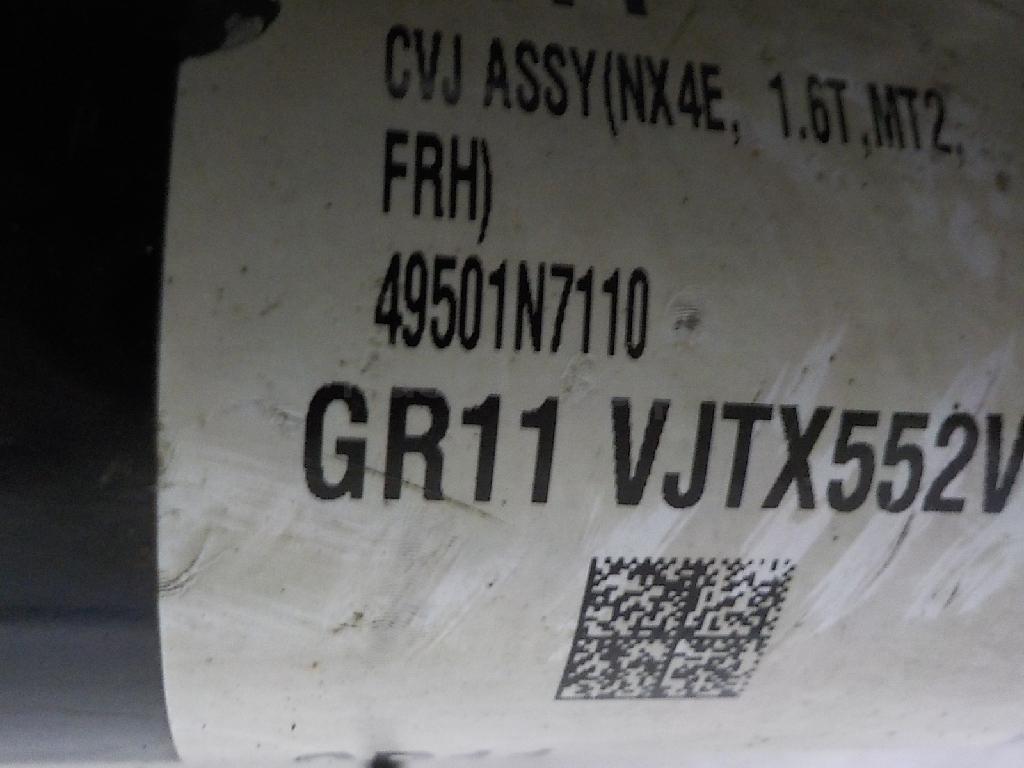 CVJ ASSY(NX4E, 1.6T,MT2,
FRH)
49501N7110
GR11 VJTX552V